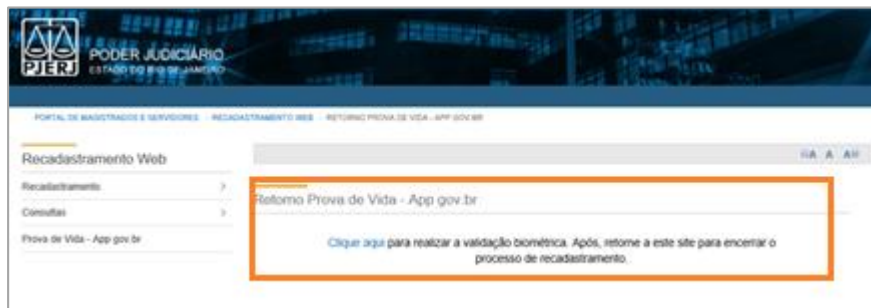 PJERJ
PODER JUDICIÁRIO
ESTADO DO RIO DE JANEIRO
PORTAL DE MAGISTRADOS E SERVIDORES RECADASTRAMENTO WEB RETORNO PROVA DE VIDA - APP GOV.BR
Recadastramento Web
A A A
Recadastramento >
Retorno Prova de Vida - App gov.br
Consultas >
Prova de Vida - App gov.br
Clique aqui para realizar a validação biométrica. Após, retorne a este site para encerrar o
processo de recadastramento.